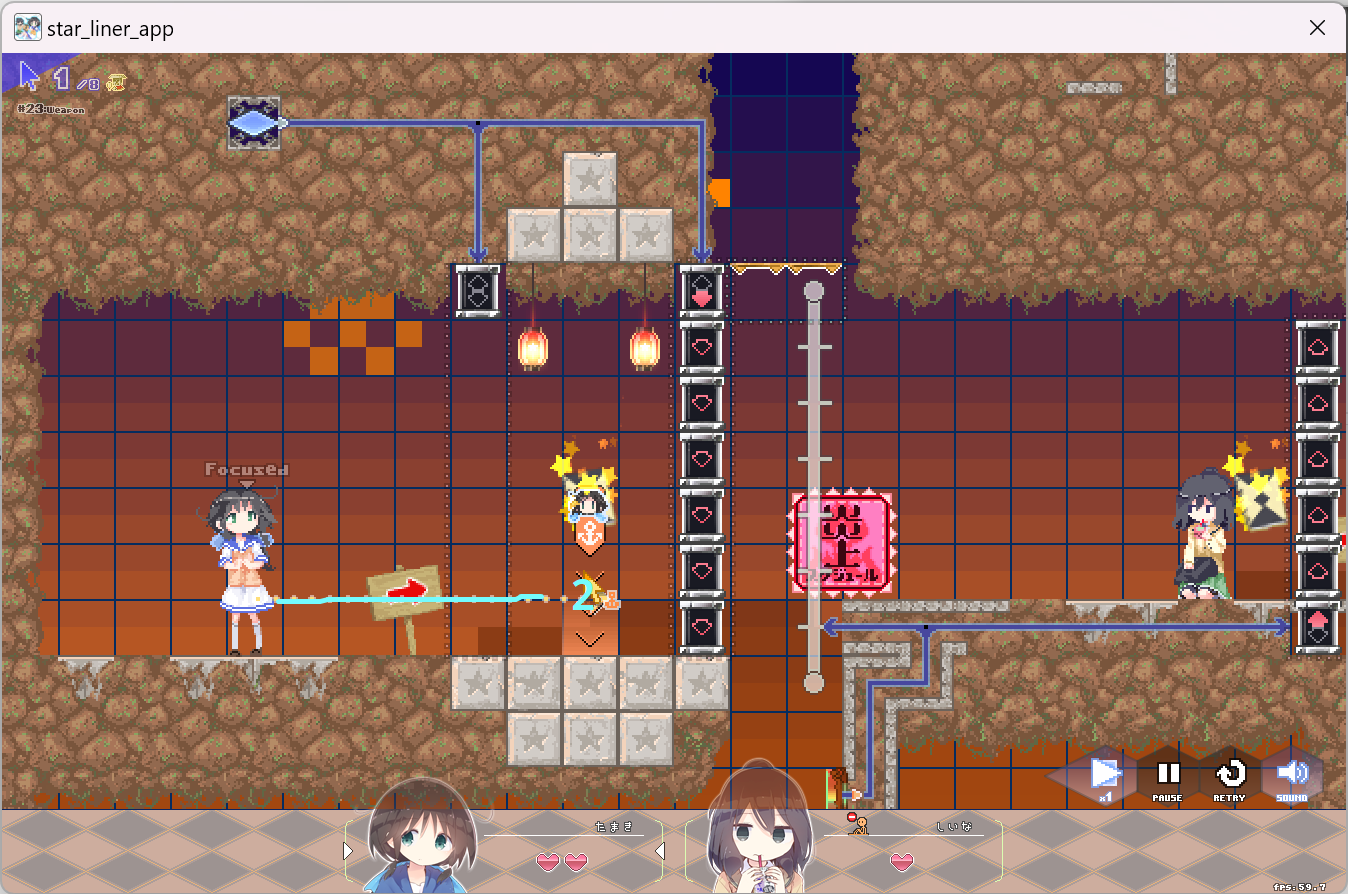 star_liner_app
1/8
#23:Weapon
Focused
2
x1
PAUSE
RETRY
SOUND
たまき
しいな
fps:59.7